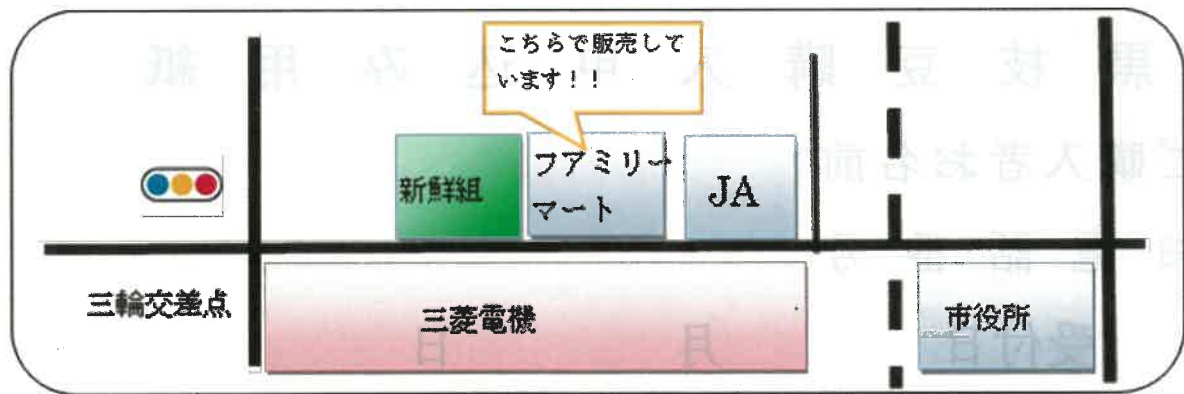 こちらで販売して
います！！
新鮮組
フアミリー
マート
JA
三輪交差点
三菱電機
市役所